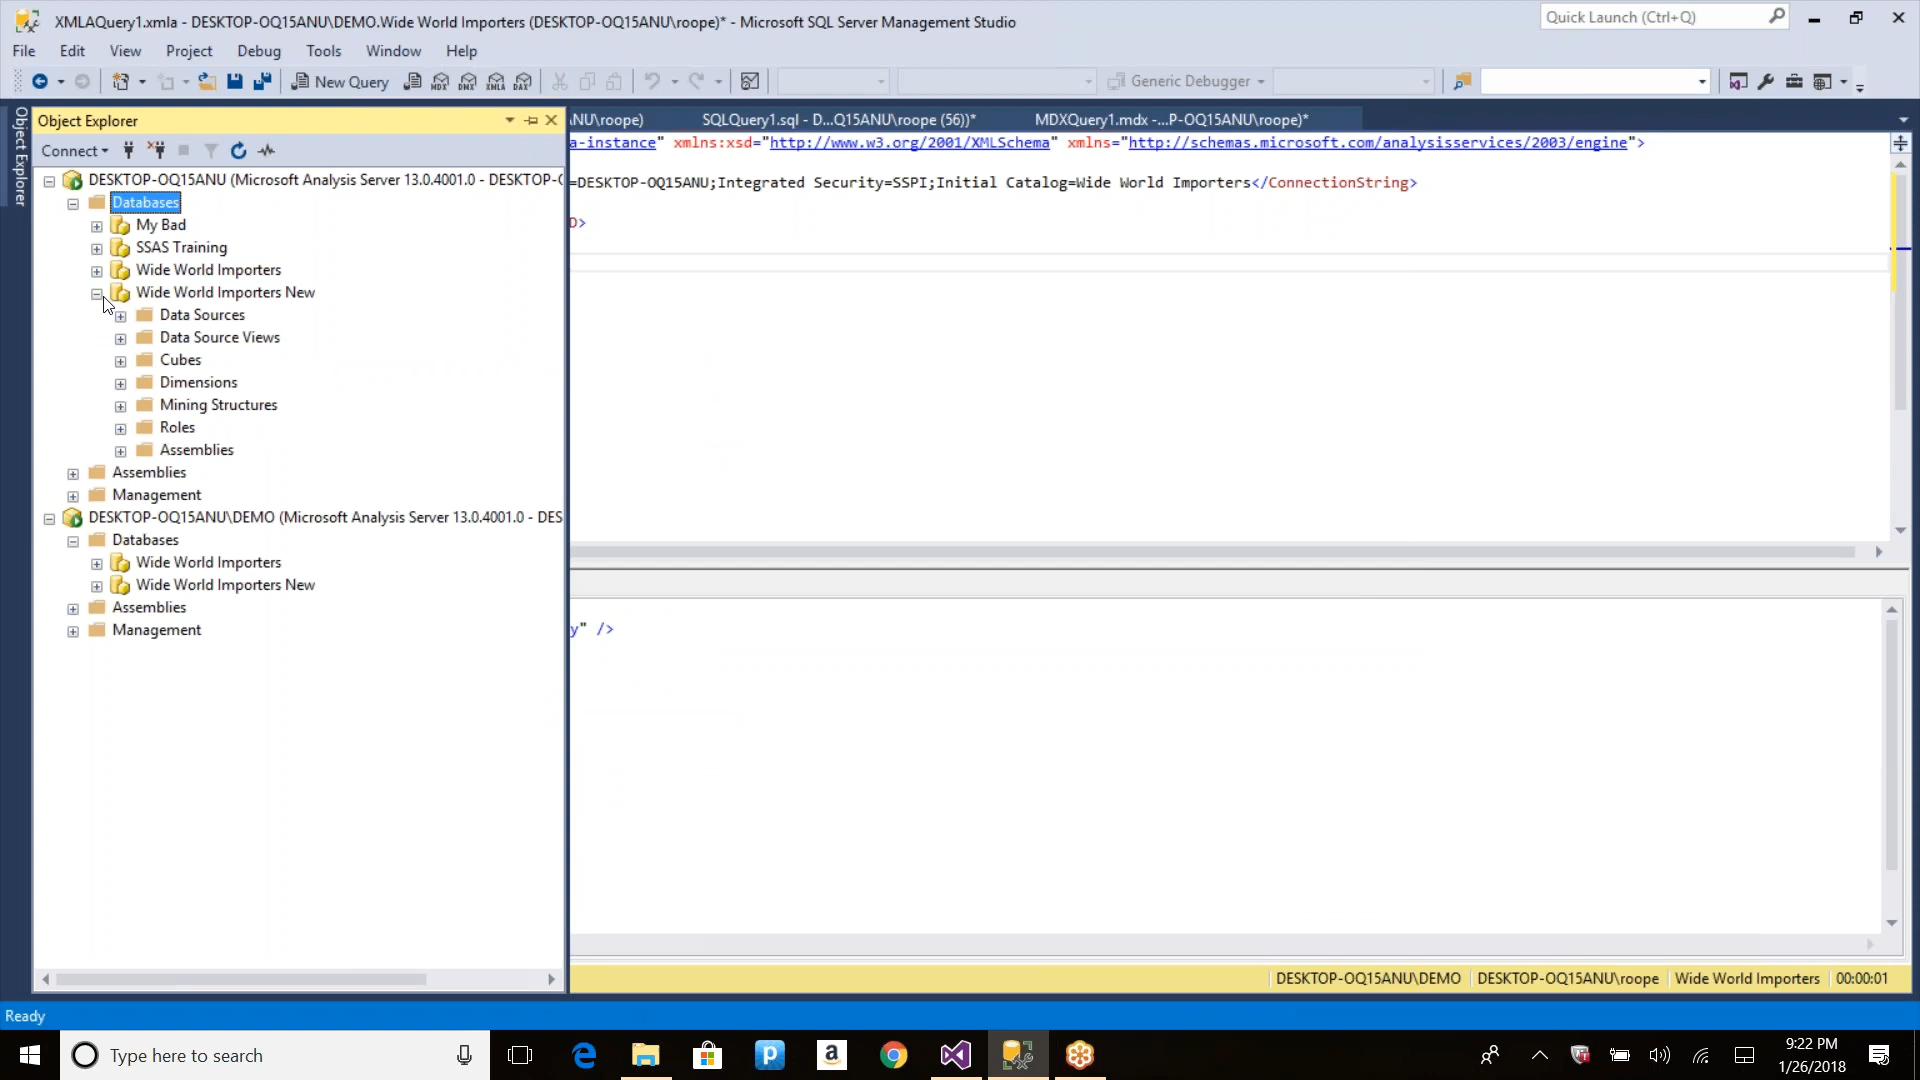 XMLAQuery1.xmla - DESKTOP-OQ15ANU\DEMO.Wide World Importers (DESKTOP-OQ15ANU\roope)* - Microsoft SQL Server Management Studio
Quick Launch (Ctrl+Q)
File Edit View Project Debug Tools Window Help
New Query MDX DMX XMLA DAX Generic Debugger
Object Explorer
Object Explorer
ANU\roope) SQLQuery1.sql - D...Q15ANU\roope (56))* MDXQuery1.mdx -...P-OQ15ANU\roope)*
Connect
a-instance" xmlns:xsd="http://www.w3.org/2001/XMLSchema" xmlns="http://schemas.microsoft.com/analysisservices/2003/engine">
=DESKTOP-OQ15ANU;Integrated Security=SSPI;Initial Catalog=Wide World Importers</ConnectionString>
D>
DESKTOP-OQ15ANU (Microsoft Analysis Server 13.0.4001.0 - DESKTOP-
Databases
My Bad
SSAS Training
Wide World Importers
Wide World Importers New
Data Sources
Data Source Views
Cubes
Dimensions
Mining Structures
Roles
Assemblies
Assemblies
Management
DESKTOP-OQ15ANU\DEMO (Microsoft Analysis Server 13.0.4001.0 - DES
Databases
Wide World Importers
Wide World Importers New
Assemblies
Management
y" />
DESKTOP-OQ15ANU\DEMO DESKTOP-OQ15ANU\roope Wide World Importers 00:00:01
Ready
Type here to search
9:22 PM
1/26/2018